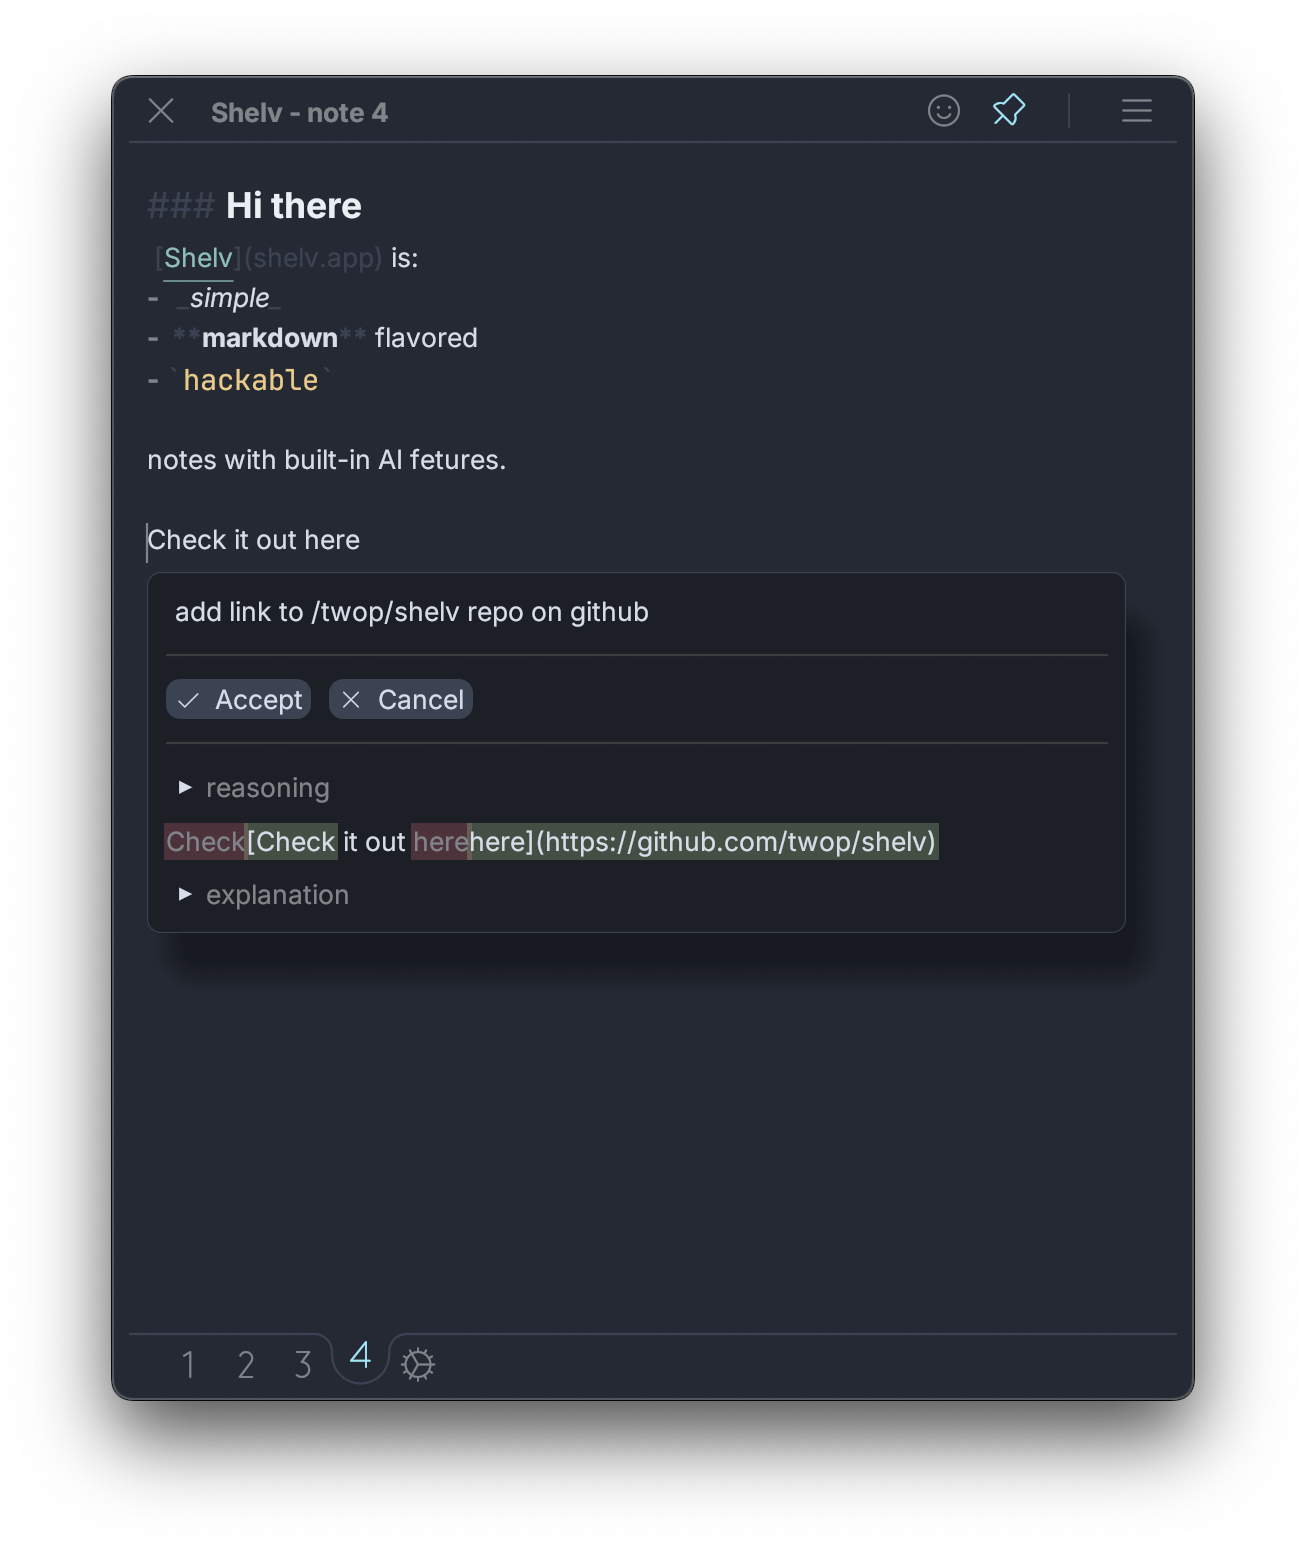 Shelv - note 4
### Hi there
[Shelv](shelv.app) is:
- _simple_
- **markdown** flavored
- `hackable`
notes with built-in AI fetures.
Check it out here
add link to /twop/shelv repo on github
Accept Cancel
reasoning
Check[Check it out herehere](https://github.com/twop/shelv)
explanation
1 2 3 4